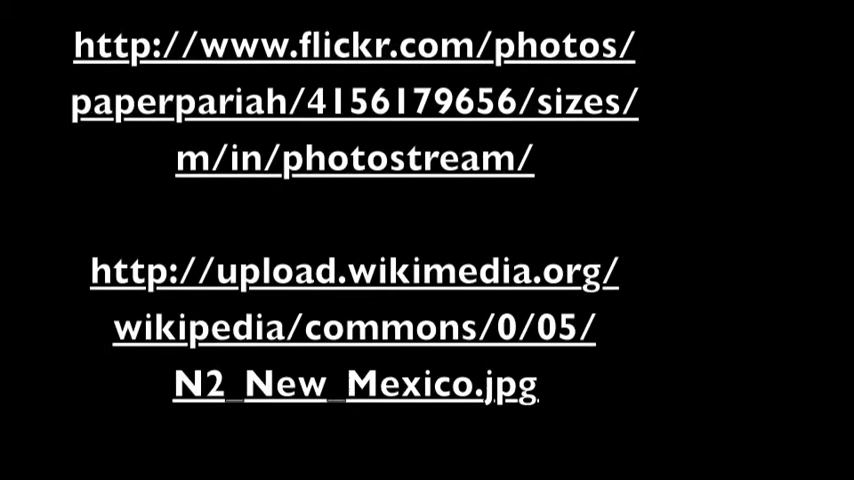 http://www.flickr.com/photos/
paperpariah/4156179656/sizes/
m/in/photostream/
http://upload.wikimedia.org/
wikipedia/commons/0/05/
N2_New_Mexico.jpg